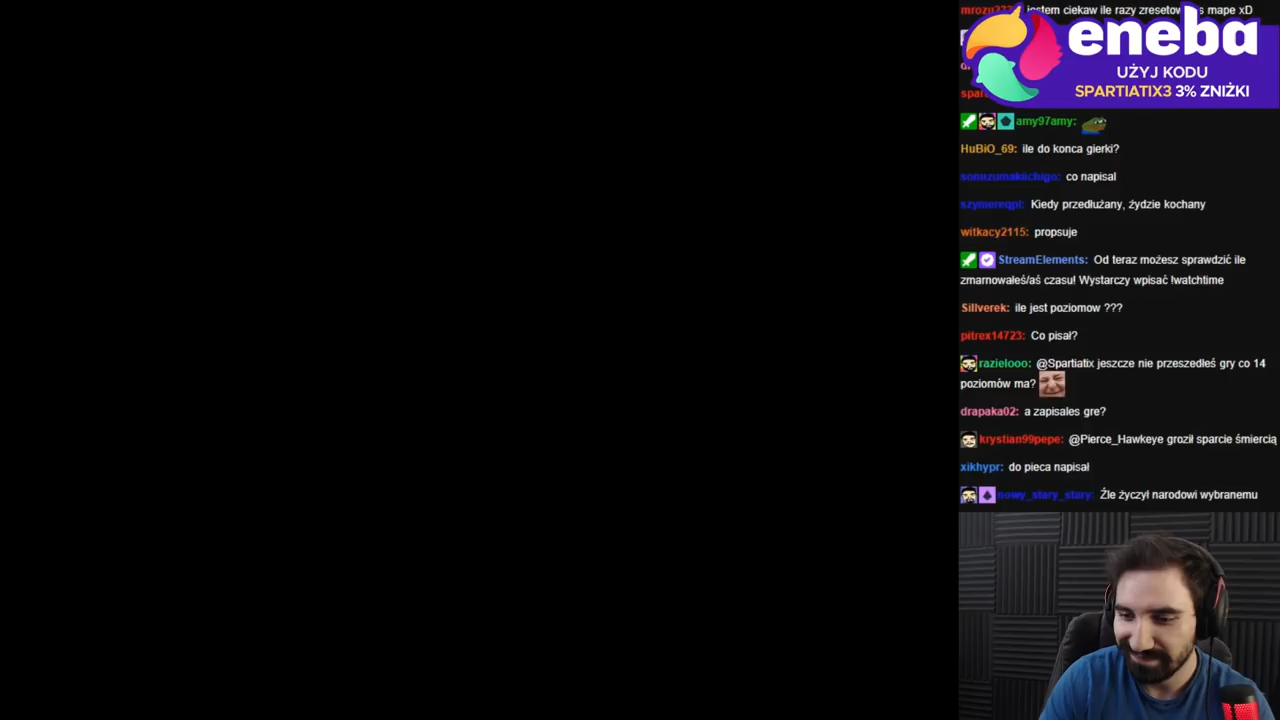 jestem ciekaw ile razy zresetow s mape xD
eneba
UŻYJ KODU
SPARTIATIX3 3% ZNIŻKI
amy97amy:
HuBiO_69: ile do konca gierki?
sonuzumakiichigo: co napisal
szymereqpl: Kiedy przedłużany, żydzie kochany
witkacy2115: propsuje
StreamElements: Od teraz możesz sprawdzić ile
zmarnowałeś/aś czasu! Wystarczy wpisać !watchtime
Sillverek: ile jest poziomow ???
pitrex14723: Co pisał?
razielooo: @Spartiatix jeszcze nie przeszedłeś gry co 14
poziomów ma?
drapaka02: a zapisales gre?
krystian99pepe: @Pierce_Hawkeye groził sparcie śmiercią
xikhypr: do pieca napisał
nowy_stary_stary: Źle życzył narodowi wybranemu